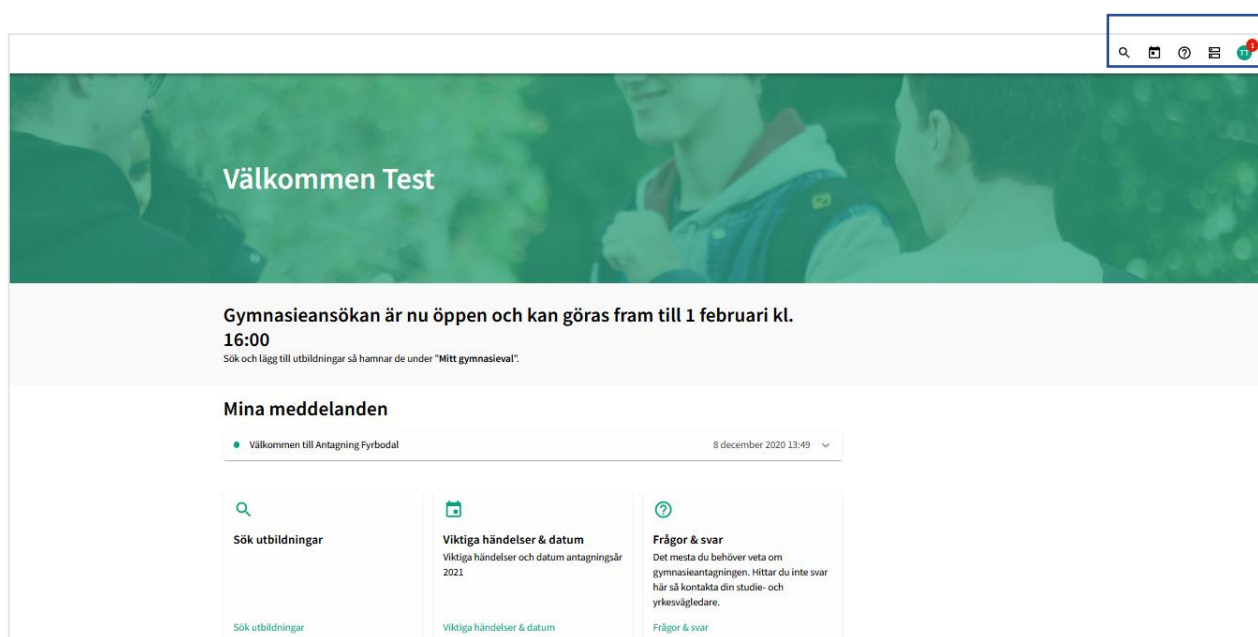 TT
1
Välkommen Test
Gymnasieansökan är nu öppen och kan göras fram till 1 februari kl.
16:00
Sök och lägg till utbildningar så hamnar de under "Mitt gymnasieval".
Mina meddelanden
Välkommen till Antagning Fyrbodal 8 december 2020 13:49
Sök utbildningar
Sök utbildningar
Viktiga händelser & datum
Viktiga händelser och datum antagningsår
2021
Viktiga händelser & datum
Frågor & svar
Det mesta du behöver veta om
gymnasieantagningen. Hittar du inte svar
här så kontakta din studie- och
yrkesvägledare.
Frågor & svar